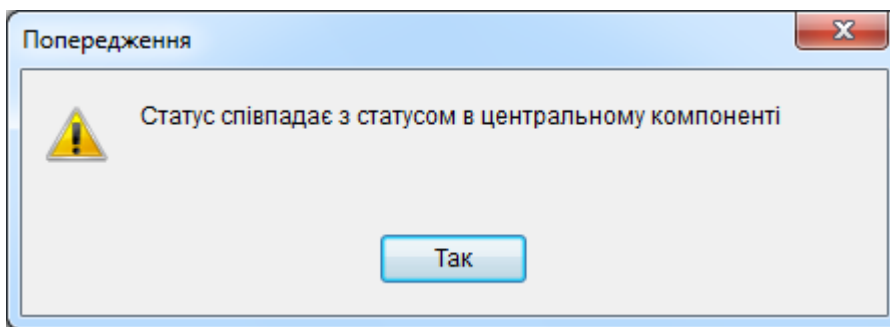 Попередження
Статус співпадає з статусом в центральному компоненті
Так